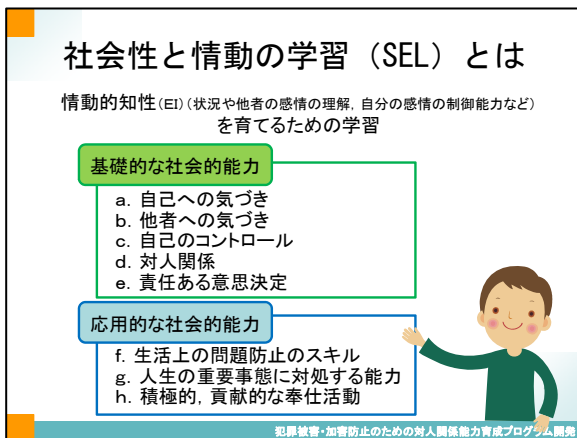 社会性と情動の学習（SEL）とは
情動的知性(EI)(状況や他者の感情の理解，自分の感情の制御能力など)
を育てるための学習
基礎的な社会的能力
a. 自己への気づき
b. 他者への気づき
c. 自己のコントロール
d. 対人関係
e. 責任ある意思決定
応用的な社会的能力
f. 生活上の問題防止のスキル
g. 人生の重要事態に対処する能力
h. 積極的，貢献的な奉仕活動
犯罪被害・加害防止のための対人関係能力育成プログラム開発